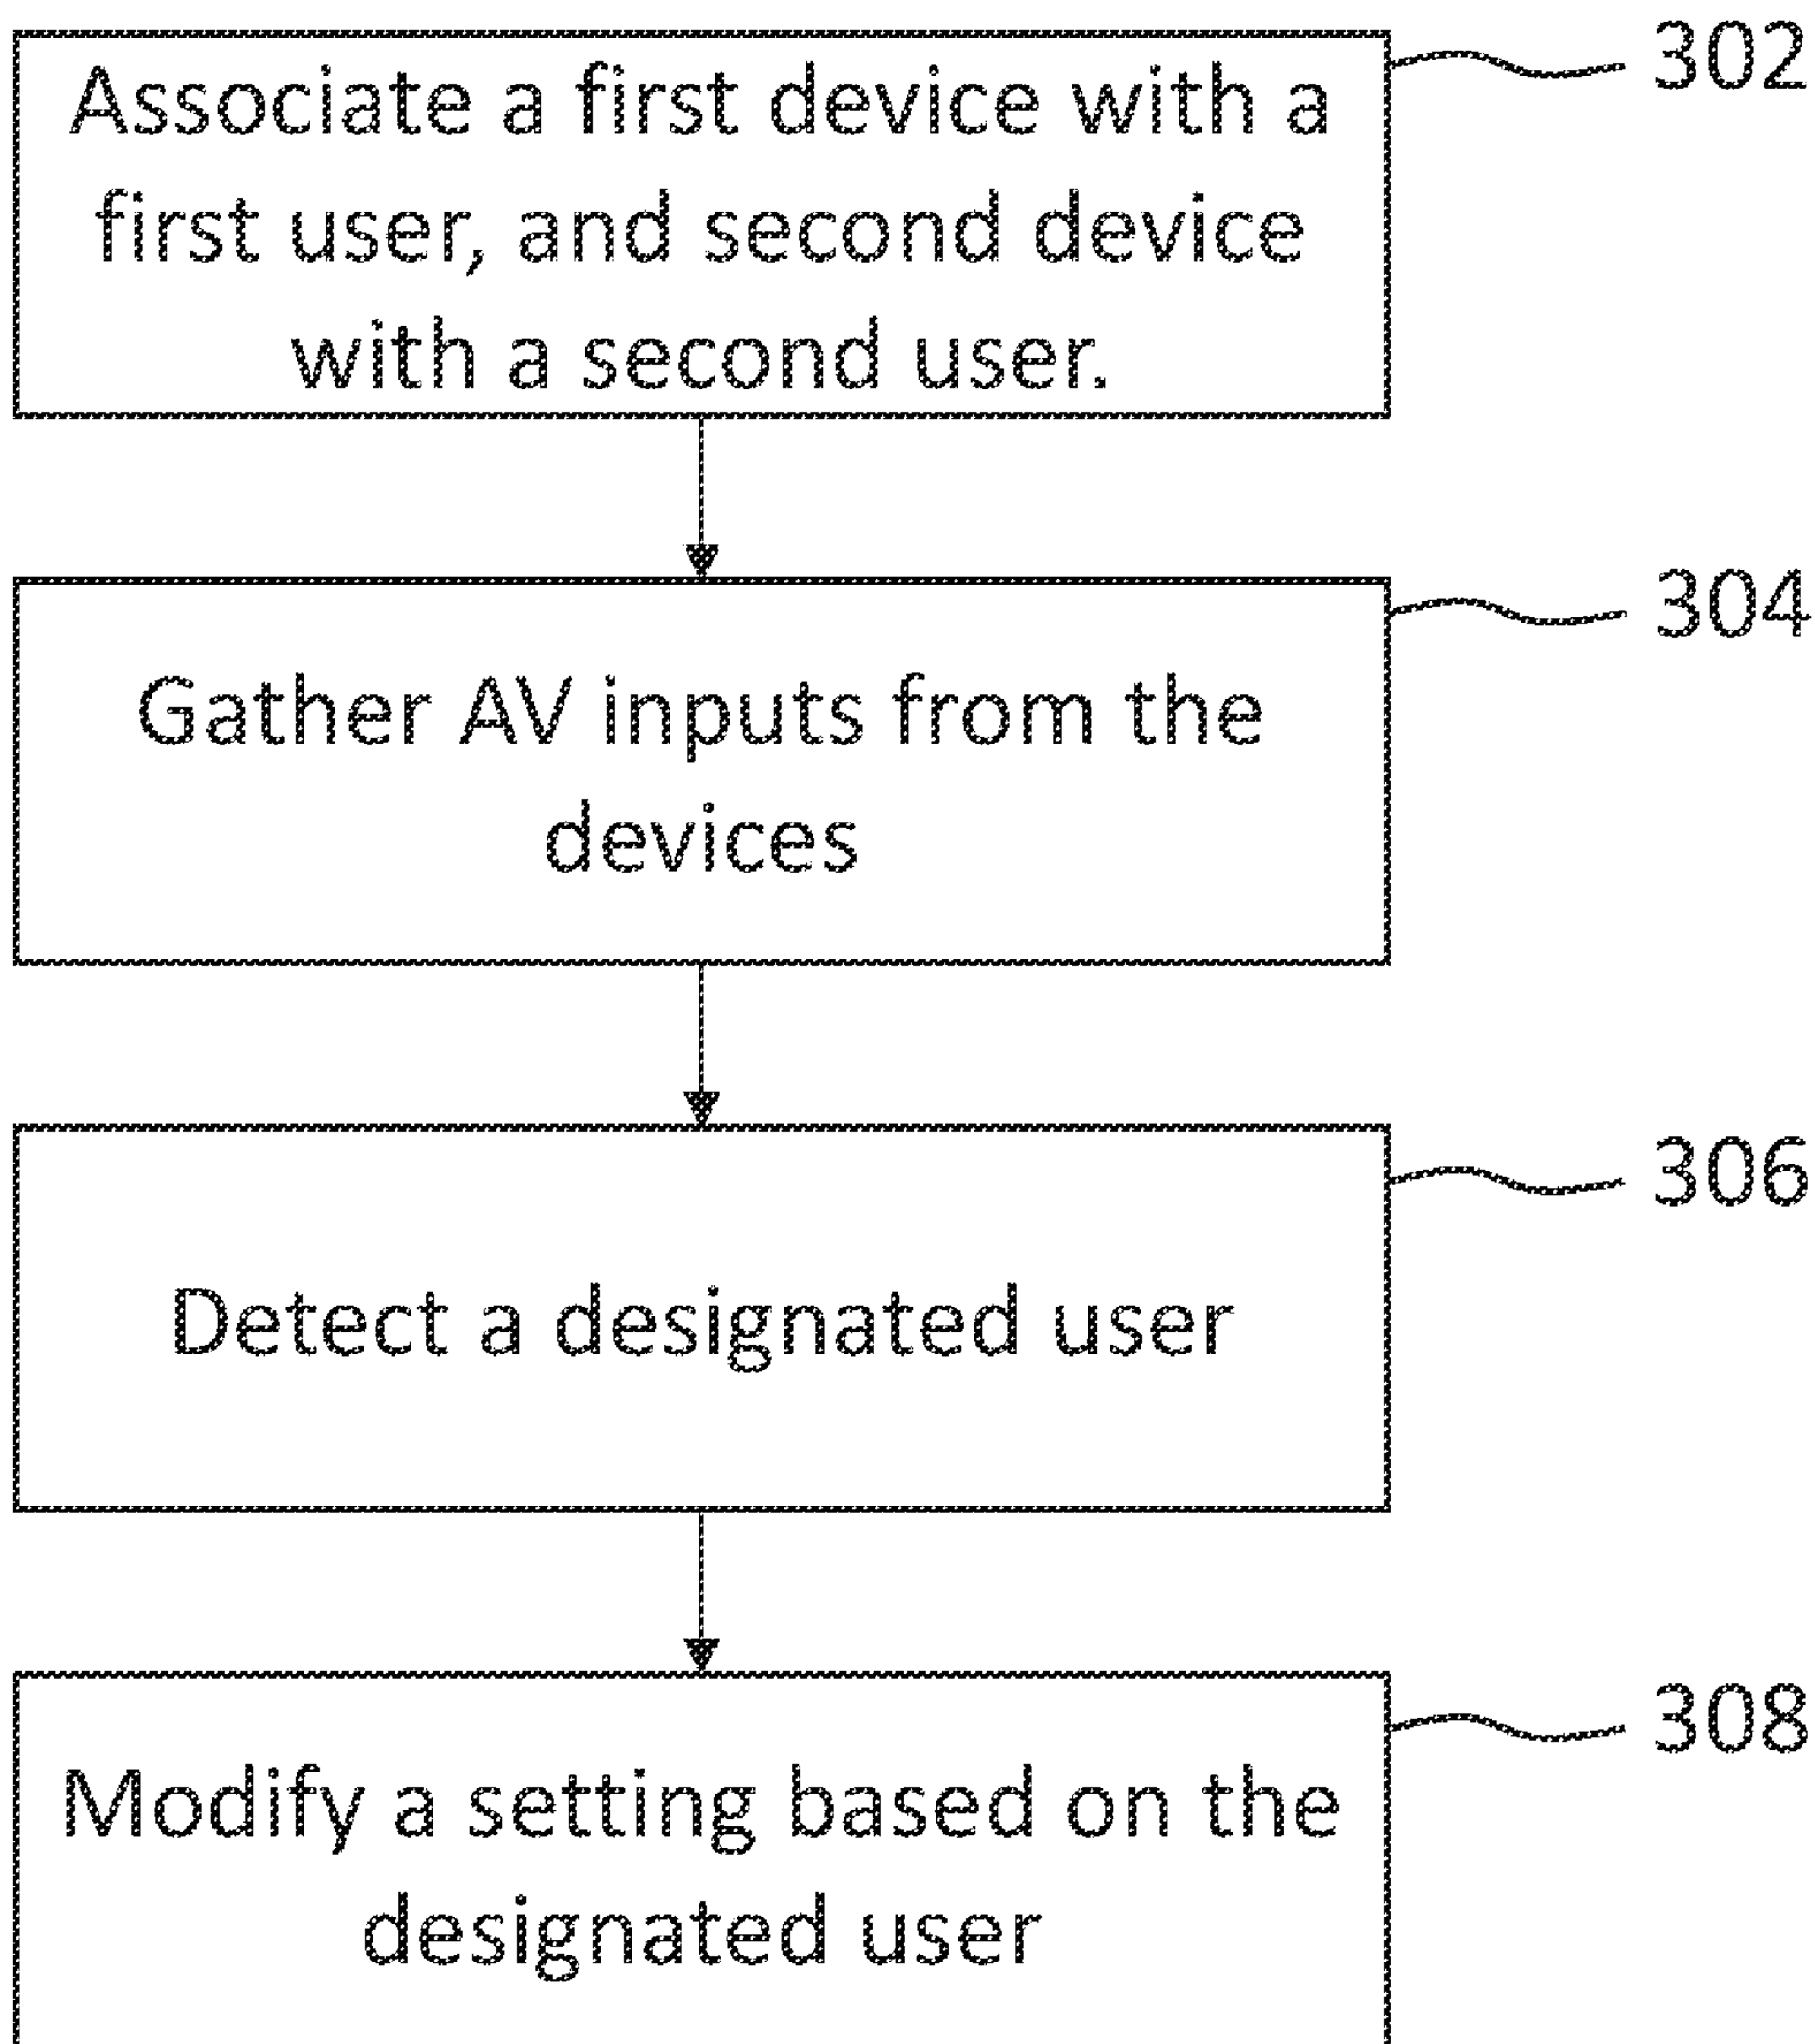 302
Associate a first device with a
first user, and second device
with a second user.
304
Gather AV inputs from the
devices
306
Detect a designated user
308
Modify a setting based on the
designated user